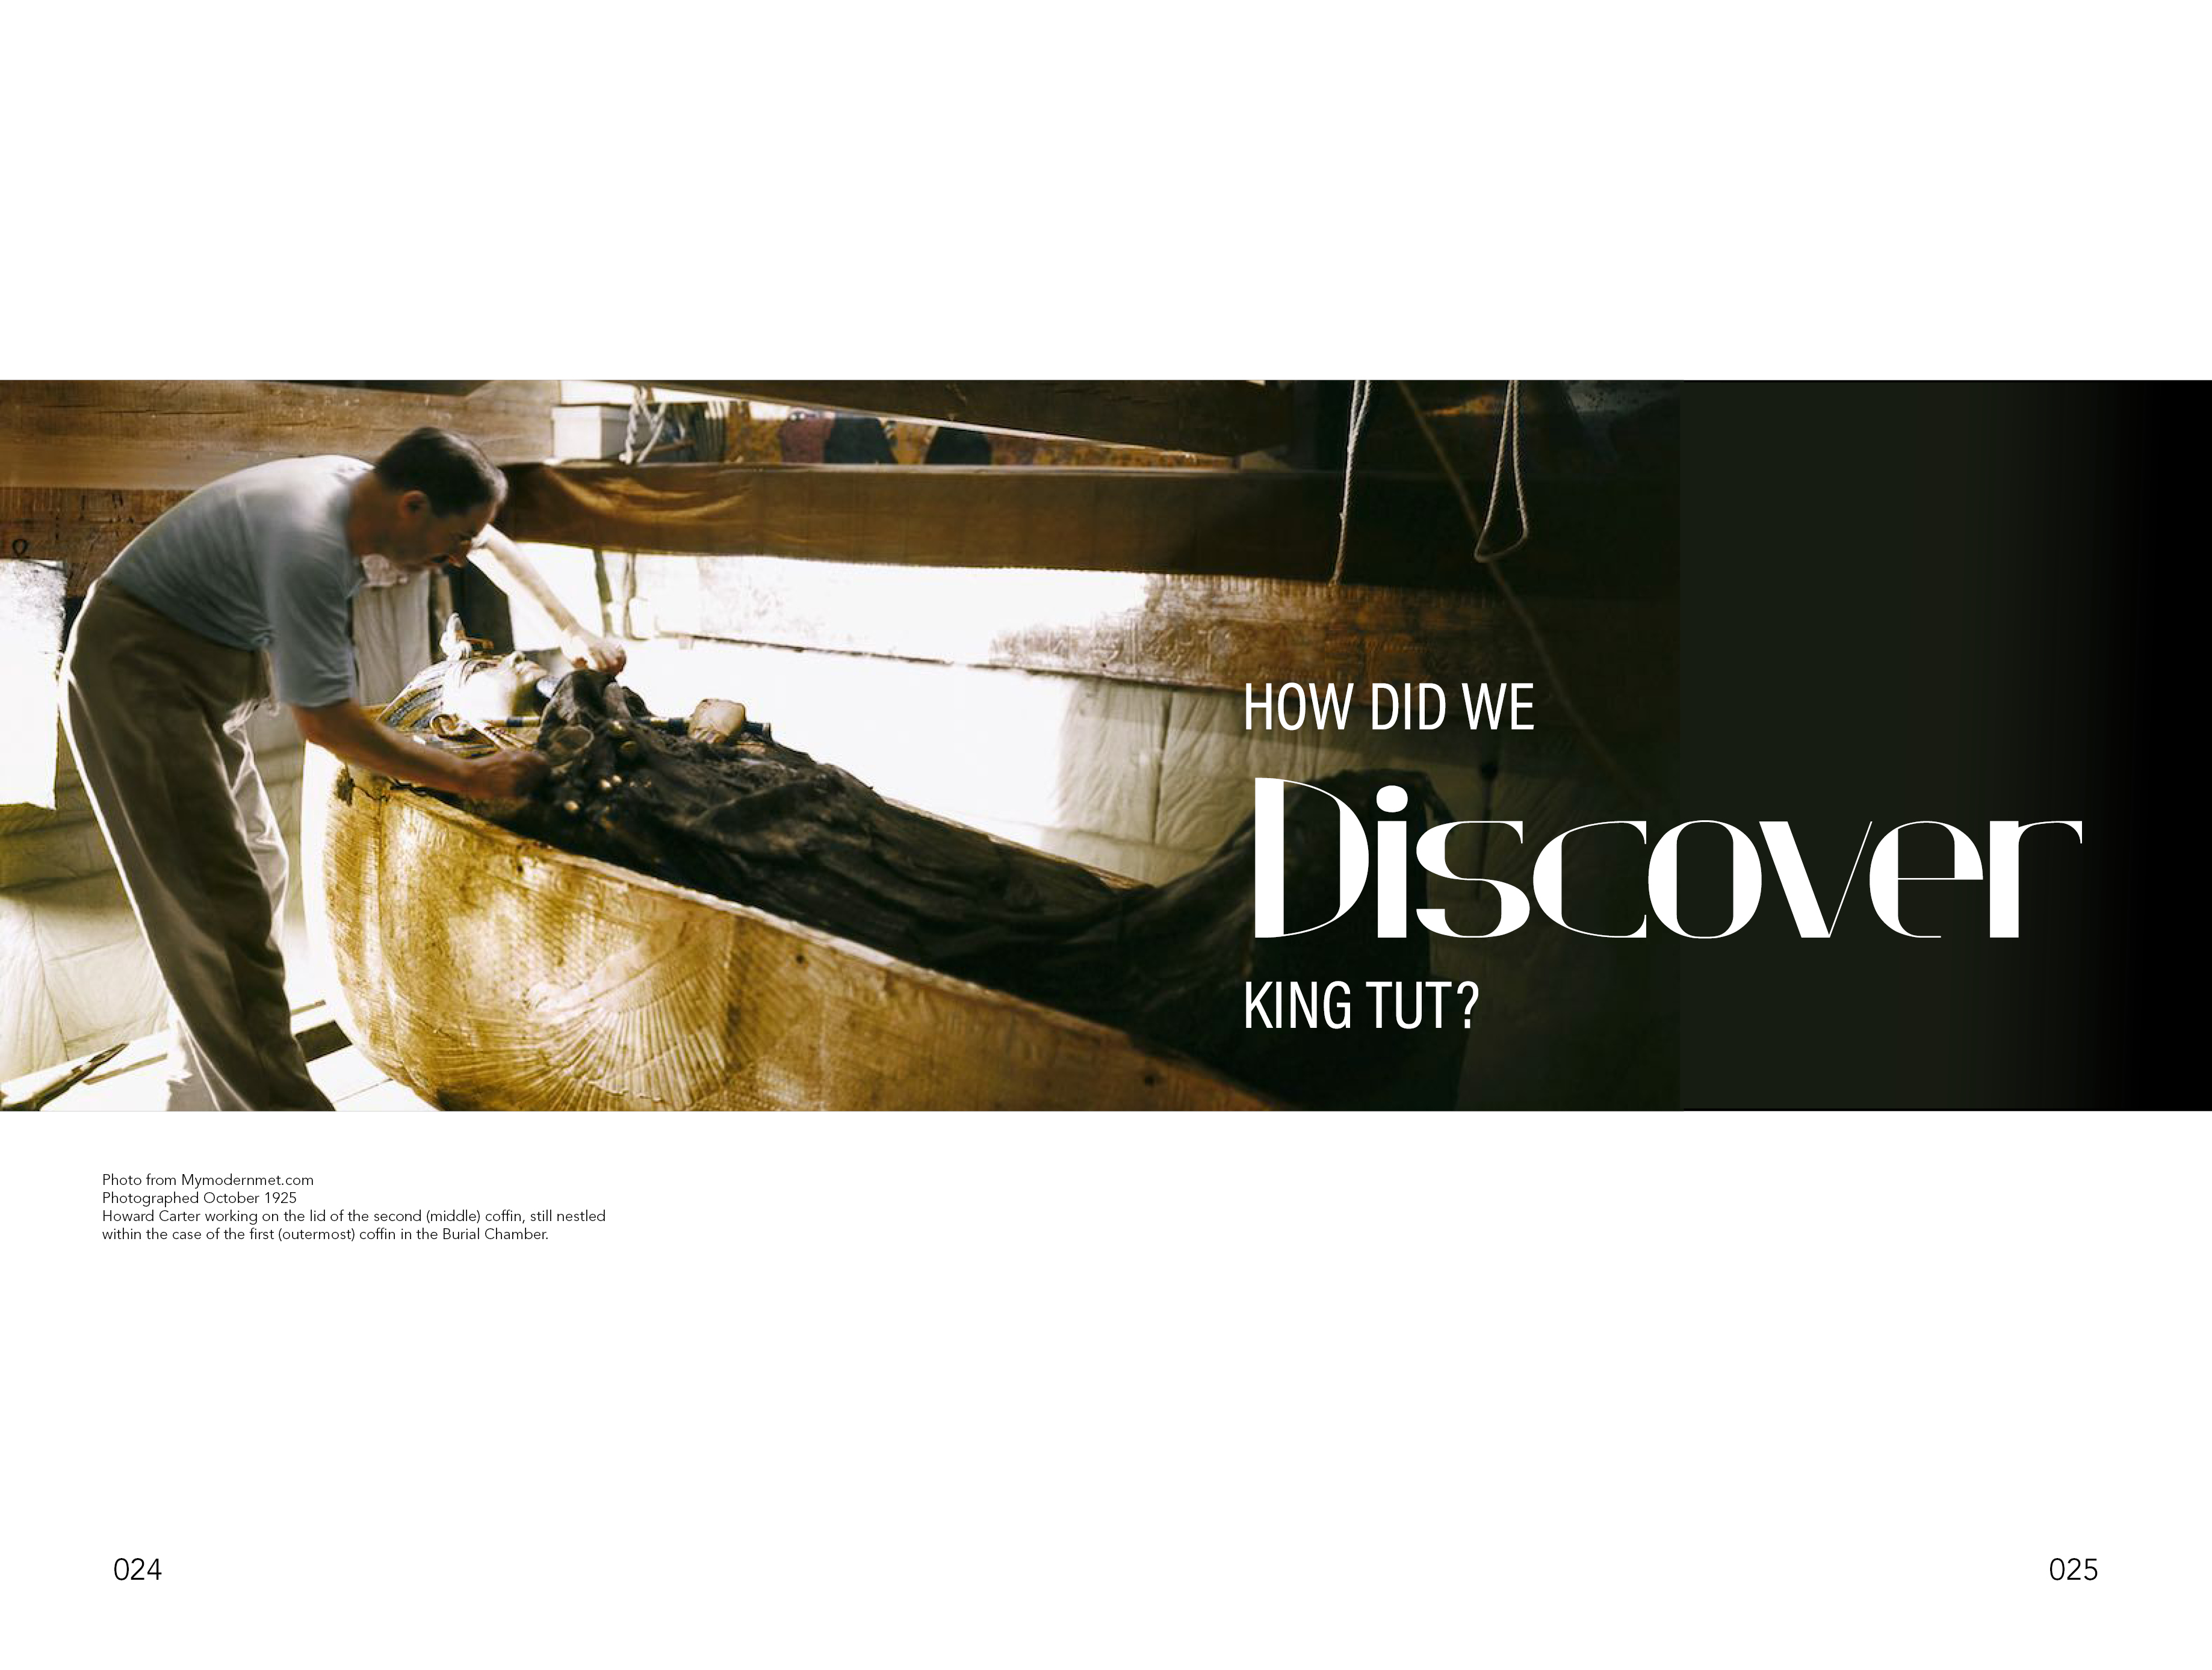 HOW DID WE
Discover
KING TUT?
Photo from Mymodernmet.com
Photographed October 1925
Howard Carter working on the lid of the second (middle) coffin, still nestled
within the case of the first (outermost) coffin in the Burial Chamber.
024
025